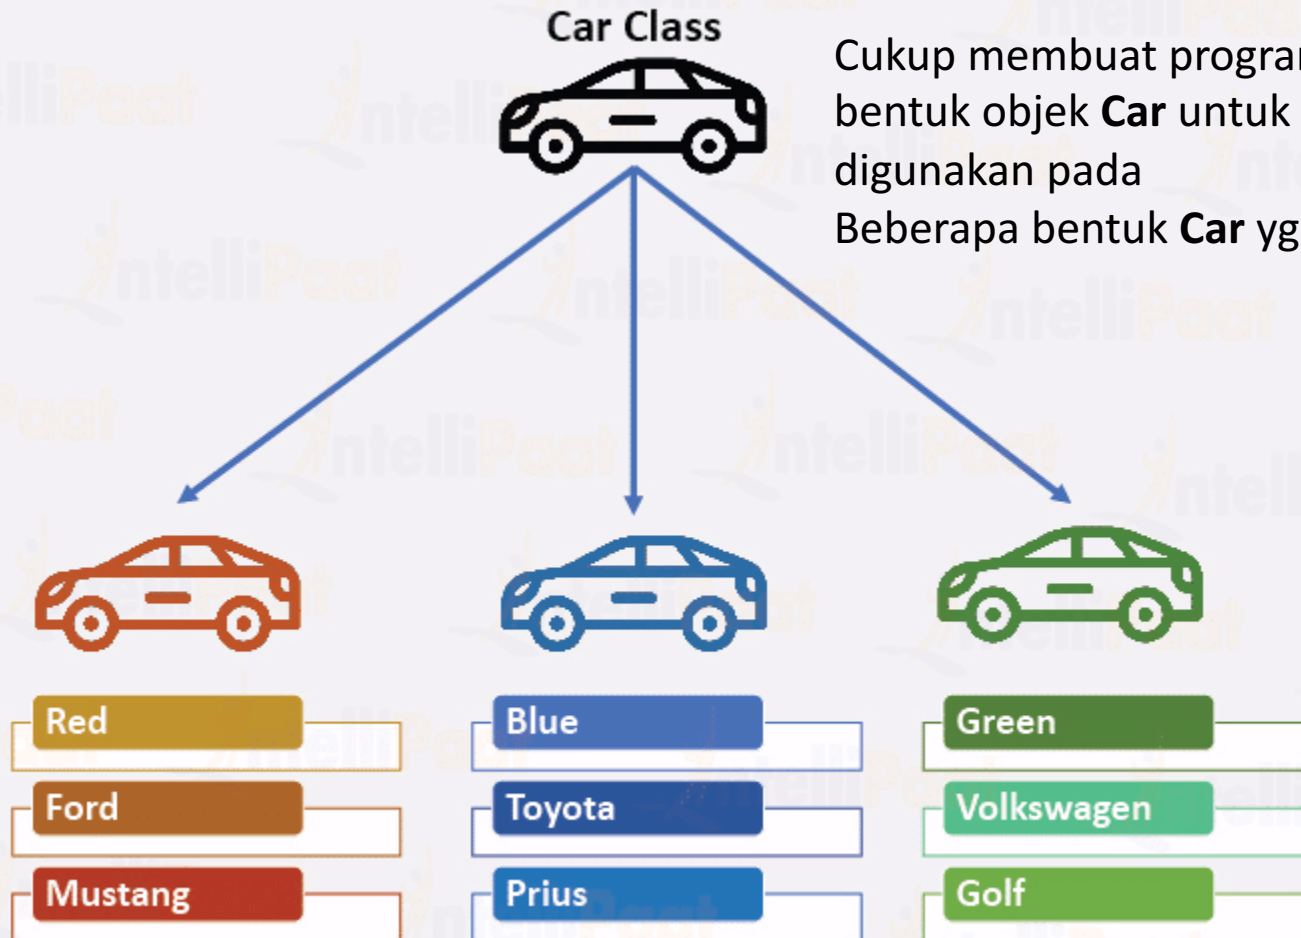 Car Class
Cukup membuat
bentuk objek Car untuk
digunakan pada
Beberapa bentuk Car yg
Red
Ford
Mustang
Blue
Toyota
Prius
Green
Volkswagen
Golf